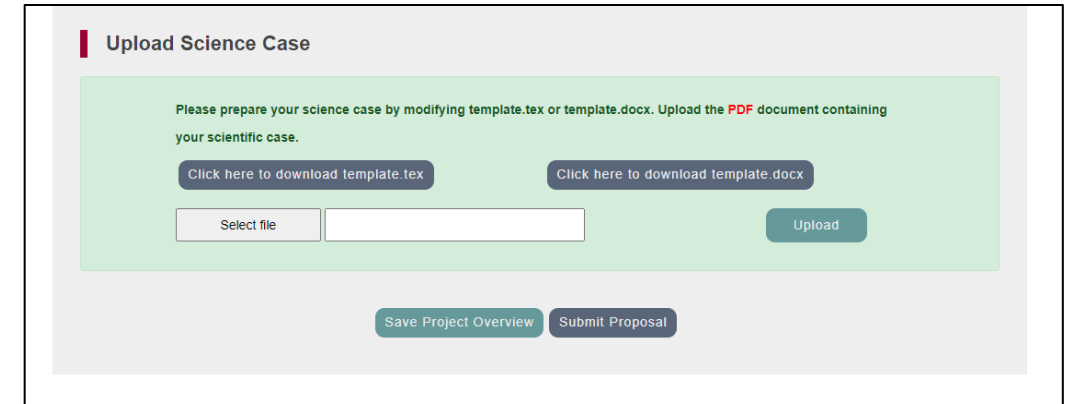 Upload Science Case
Please prepare your science case by modifying template.tex or template.docx. Upload the PDF document containing
your scientific case.
Click here to download template.tex
Click here to download template.docx
Select file
Upload
Save Project Overview
Submit Proposal